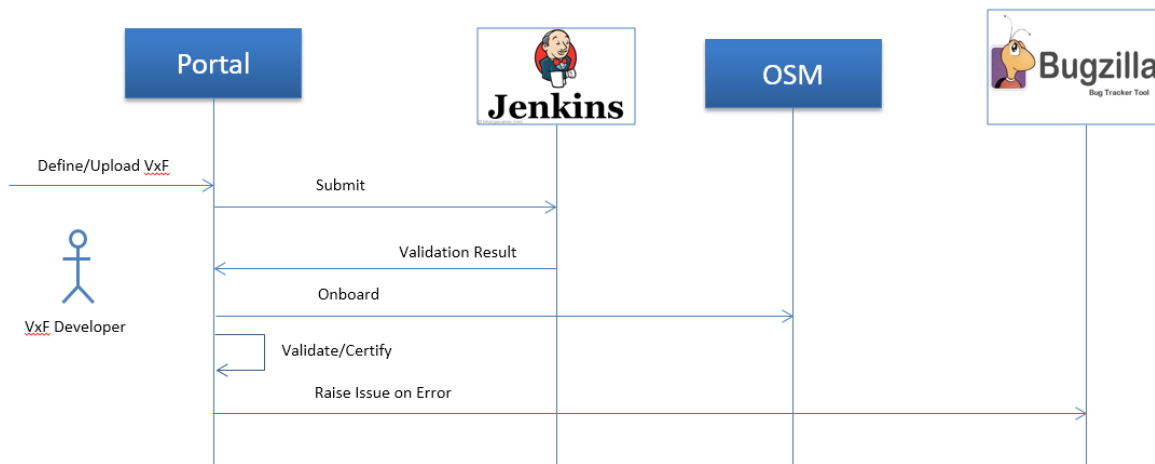 Portal
Jenkins
OSM
Bugzilla
Bug Tracker Tool
Define/Upload VxF
Submit
Validation Result
Onboard
VxF Developer
Validate/Certify
Raise Issue on Error